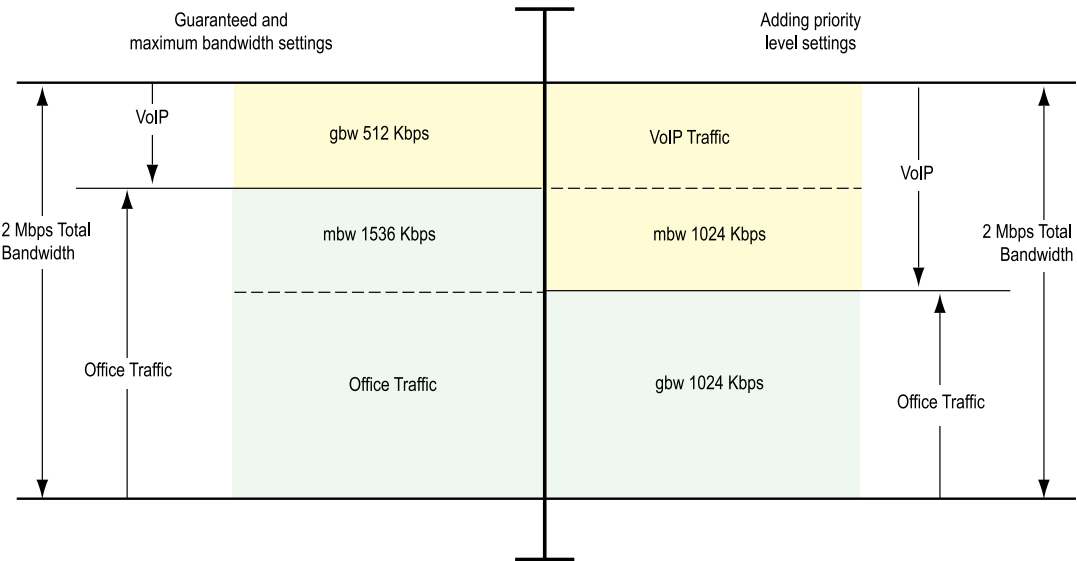 Guaranteed and
maximum bandwidth settings
Adding priority
level settings
VoIP
gbw 512 Kbps
VoIP Traffic
VoIP
2 Mbps Total
Bandwidth
mbw 1536 Kbps
mbw 1024 Kbps
2 Mbps Total
Bandwidth
Office Traffic
Office Traffic
gbw 1024 Kbps
Office Traffic